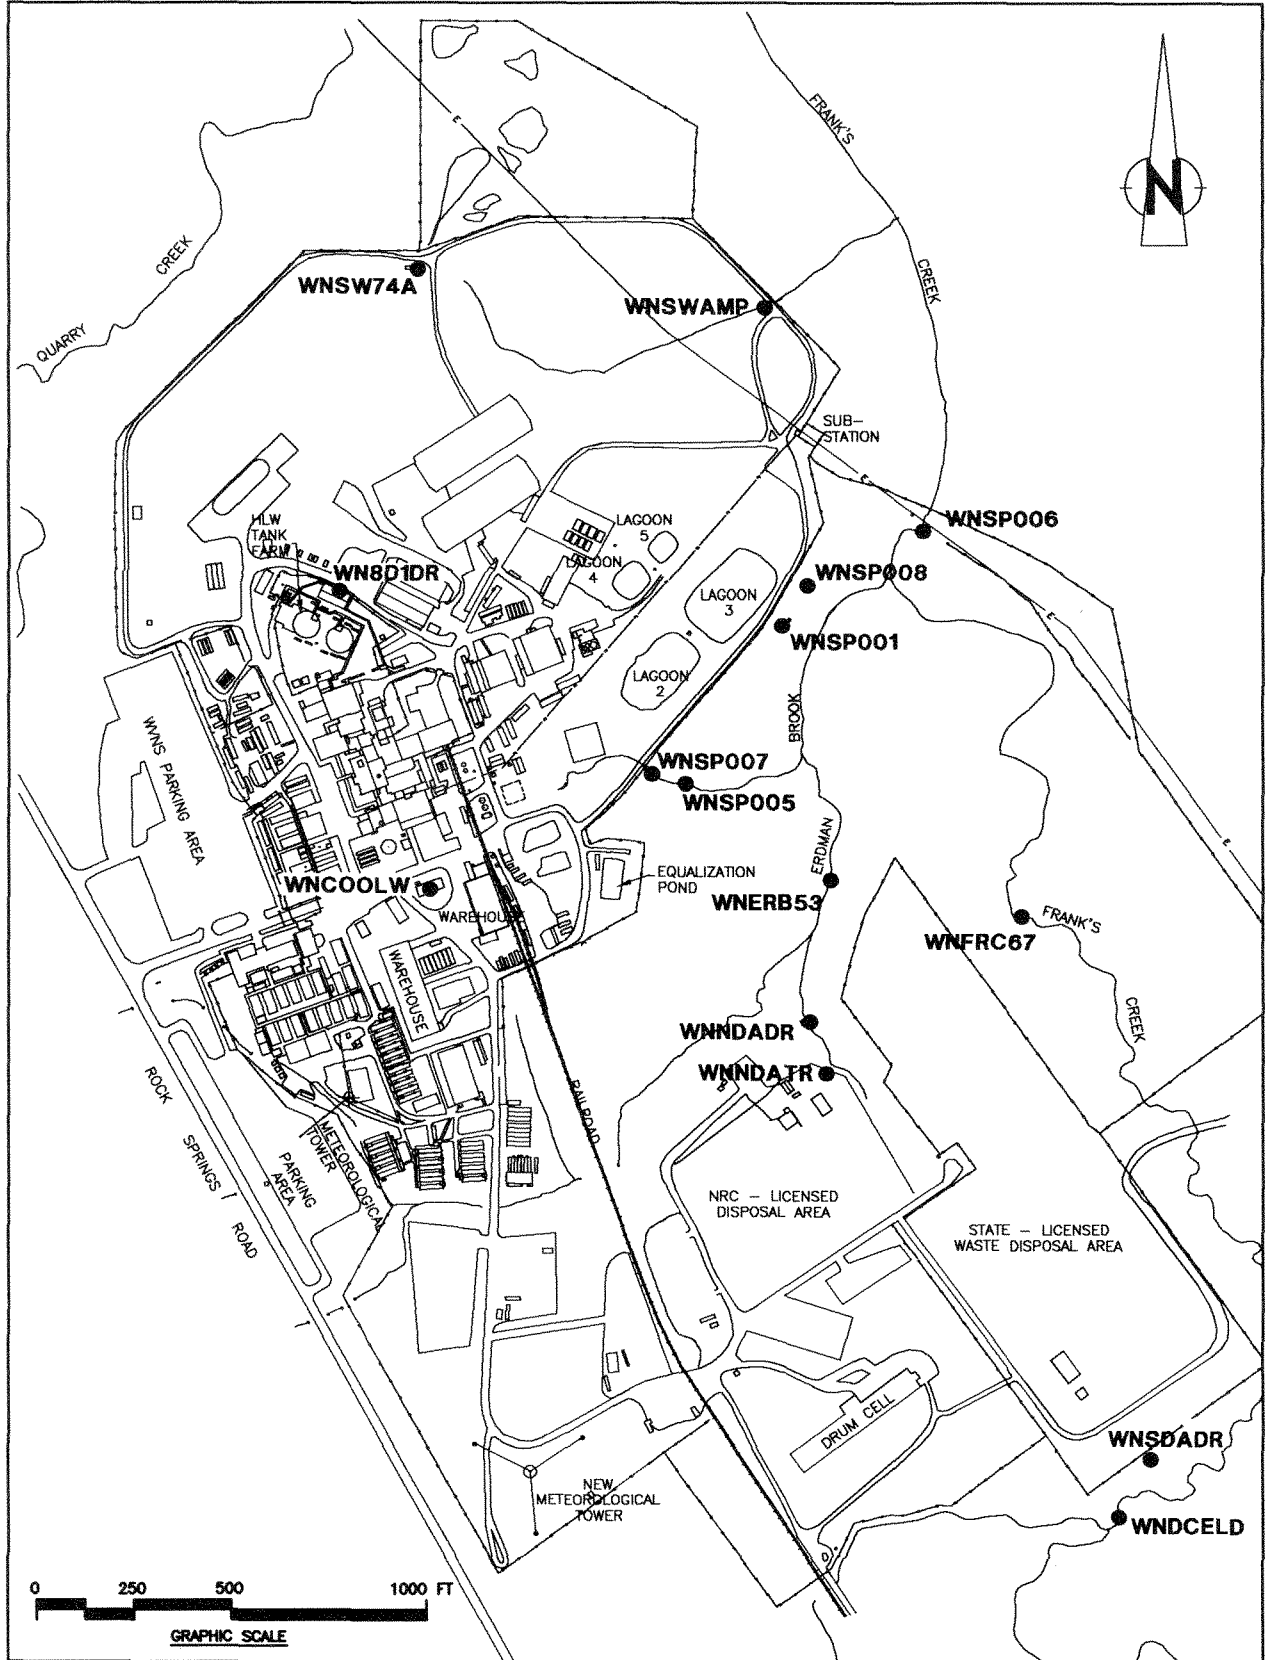 FRANK'S
CREEK
N
QUARRY
CREEK
WNSW74A
WNSWAMP
E
SUB-
STATION
E
WNSP006
HLW
TANK
FARM
LAGOON
5
LAGOON
4
WN8D1DR
WNSP008
LAGOON
3
E
WNSP001
LAGOON
2
WVNS PARKING AREA
BROOK
WNSP007
WNSP005
ERDMAN
E
EQUALIZATION
POND
WNCOOLW
WAREHOUSE
WNERB53
FRANK'S
CREEK
WNFRC67
WAREHOUSE
WNNDADR
WNNDATR
ROCK
SPRINGS
ROAD
METEOROLOGICAL
TOWER
PARKING
AREA
RAILROAD
NRC – LICENSED
DISPOSAL AREA
STATE – LICENSED
WASTE DISPOSAL AREA
DRUM CELL
WNSDADR
NEW
METEOROLOGICAL
TOWER
WNDCELD
0 250 500 1000 FT
GRAPHIC SCALE